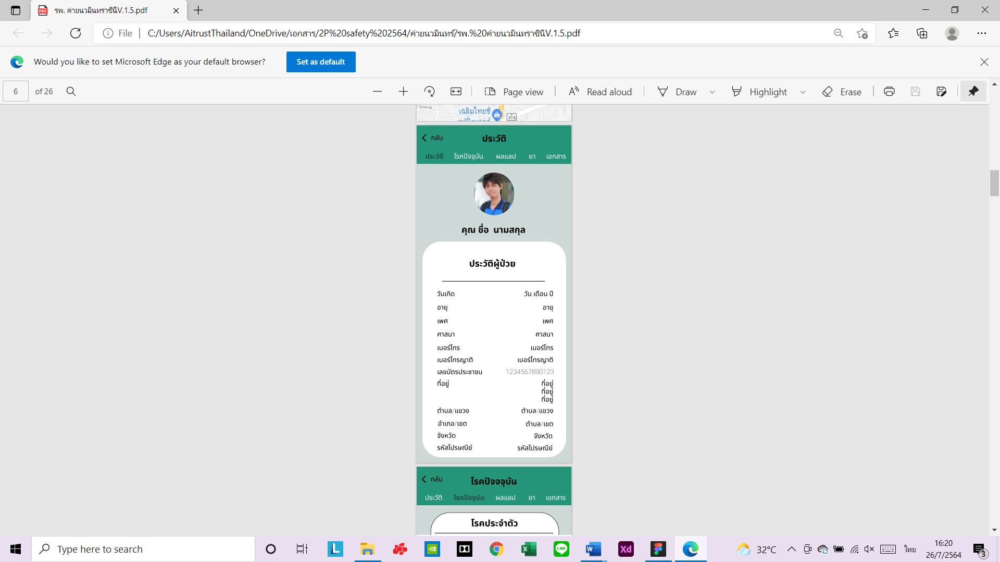 รพ. ค่ายนวมินทราชินีV.1.5.pdf
File
C:/Users/AitrustThailand/OneDrive/เอกสาร/2P%20safety%202564/ค่ายนวมินทร์/รพ.%20ค่ายนวมินทราชินีV.1.5.pdf
Would you like to set Microsoft Edge as your default browser?
Set as default
6
of 26
Page view
Read aloud
Draw
Highlight
Erase
เฉลิมไทยช้
315
กลับ
ประวัติ
ประวัติ โรคปัจจุบัน ผลแลป ยา เอกสาร
คุณ ชื่อ นามสกุล
ประวัติผู้ป่วย
วันเกิด วัน เดือน ปี
อายุ อายุ
เพศ เพศ
ศาสนา ศาสนา
เบอร์โทร เบอร์โทร
เบอร์โทรญาติ เบอร์โทรญาติ
เลขบัตรประชาชน 1234567890123
ที่อยู่ ที่อยู่
ที่อยู่
ที่อยู่
ตำบล/แขวง ตำบล/แขวง
อำเภอ/เขต ตำบล/เขต
จังหวัด จังหวัด
รหัสไปรษณีย์ รหัสไปรษณีย์
กลับ
โรคปัจจจุบัน
ประวัติ โรคปัจจุบัน ผลแลป ยา เอกสาร
โรคประจำตัว
Type here to search
32°C
ไทย
16:20
26/7/2564
3